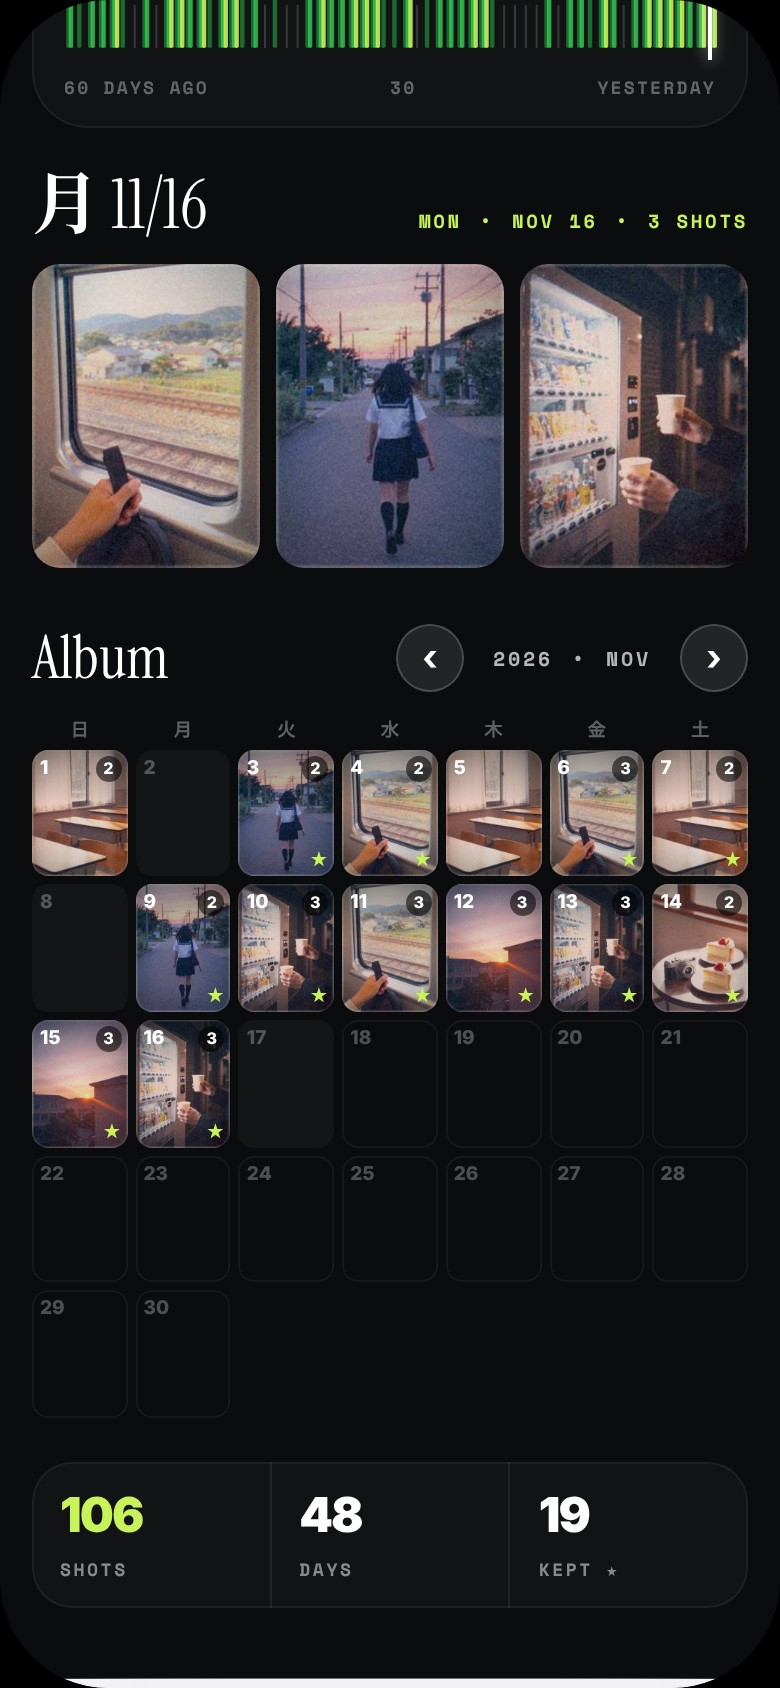 60 DAYS AGO 30 YESTERDAY
月 11/16
MON • NOV 16 • 3 SHOTS
Album
‹ 2026 • NOV ›
日 月 火 水 木 金 土
1 2 2 3 2 4 2 5 6 3 7 2
8 9 2 10 3 11 3 12 3 13 3 14 2
15 3 16 3 17 18 19 20 21
22 23 24 25 26 27 28
29 30
106 48 19
SHOTS DAYS KEPT ★